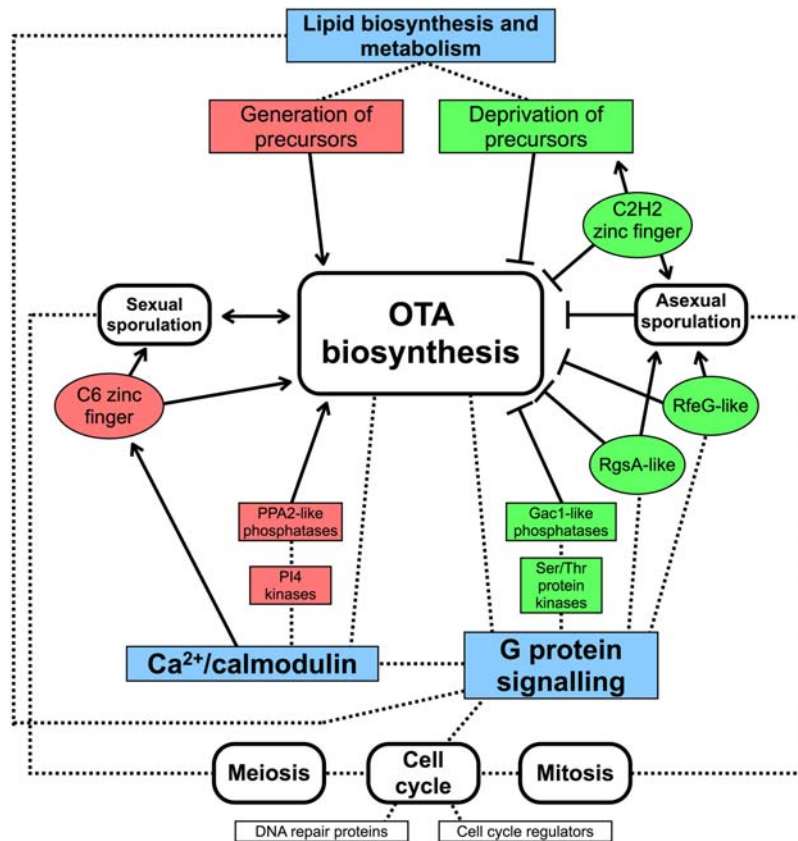 Lipid biosynthesis and
metabolism
Generation of
precursors
Deprivation of
precursors
C2H2
zinc finger
Sexual
sporulation
OTA
biosynthesis
Asexual
sporulation
C6 zinc
finger
RfeG-like
RgsA-like
PPA2-like
phosphatases
Gac1-like
phosphatases
PI4
kinases
Ser/Thr
protein
kinases
Ca²⁺/calmodulin
G protein
signalling
Meiosis
Cell
cycle
Mitosis
DNA repair proteins
Cell cycle regulators